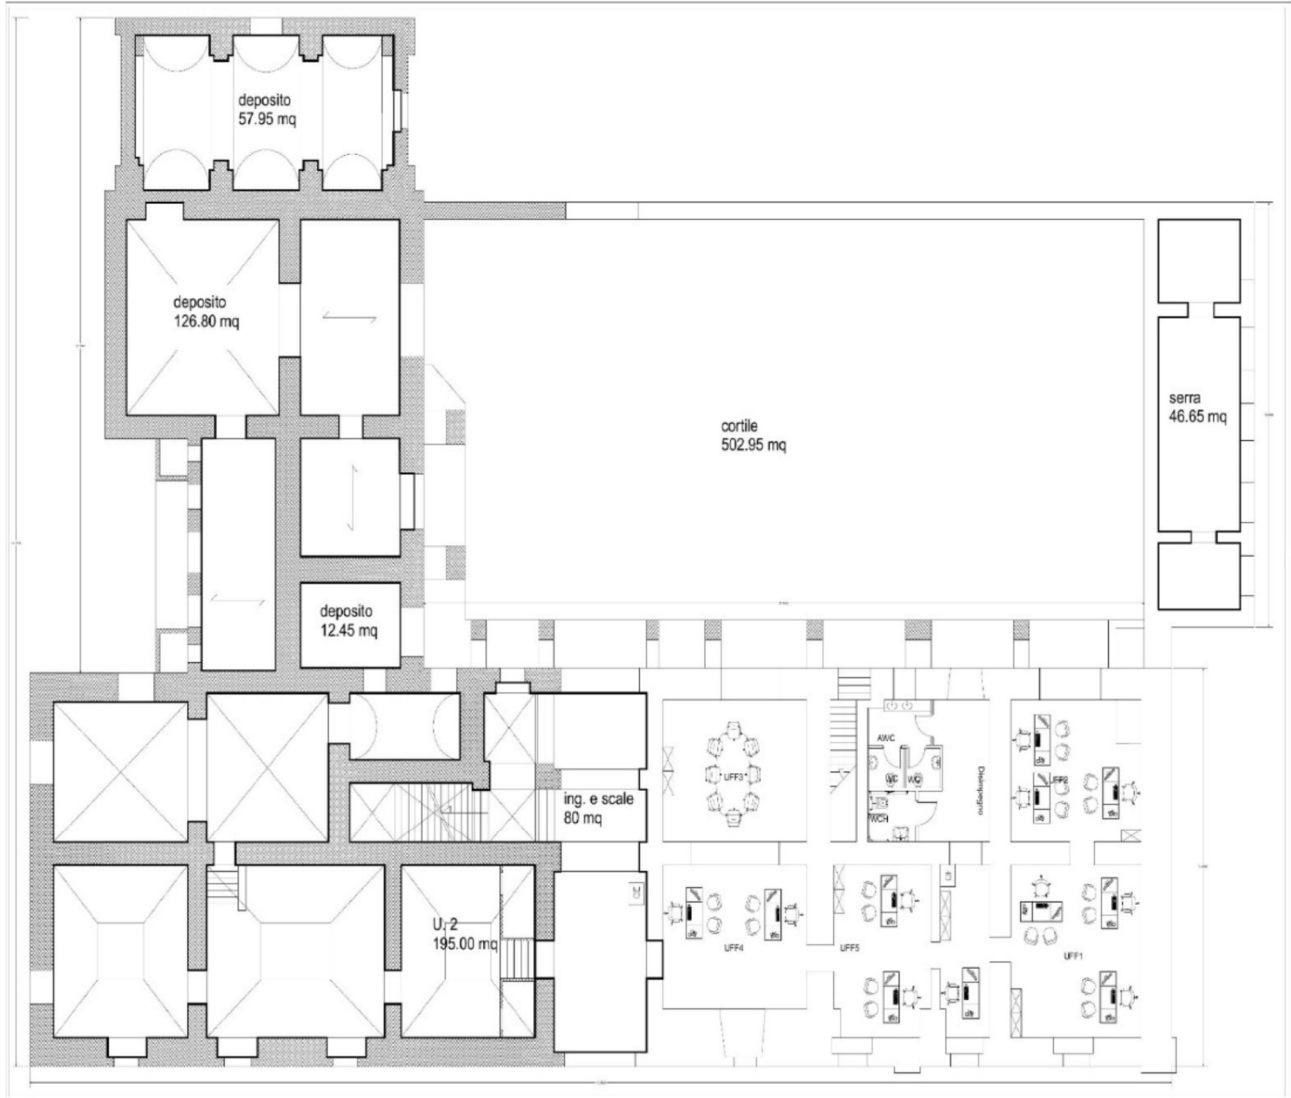 deposito
57.95 mq
deposito
126.80 mq
serra
46.65 mq
cortile
502.95 mq
deposito
12.45 mq
AWC
UFF3
WC
WC
Disimpegno
UFF2
ing. e scale
80 mq
WCH
U. 2
195.00 mq
UFF4
UFF5
UFF1